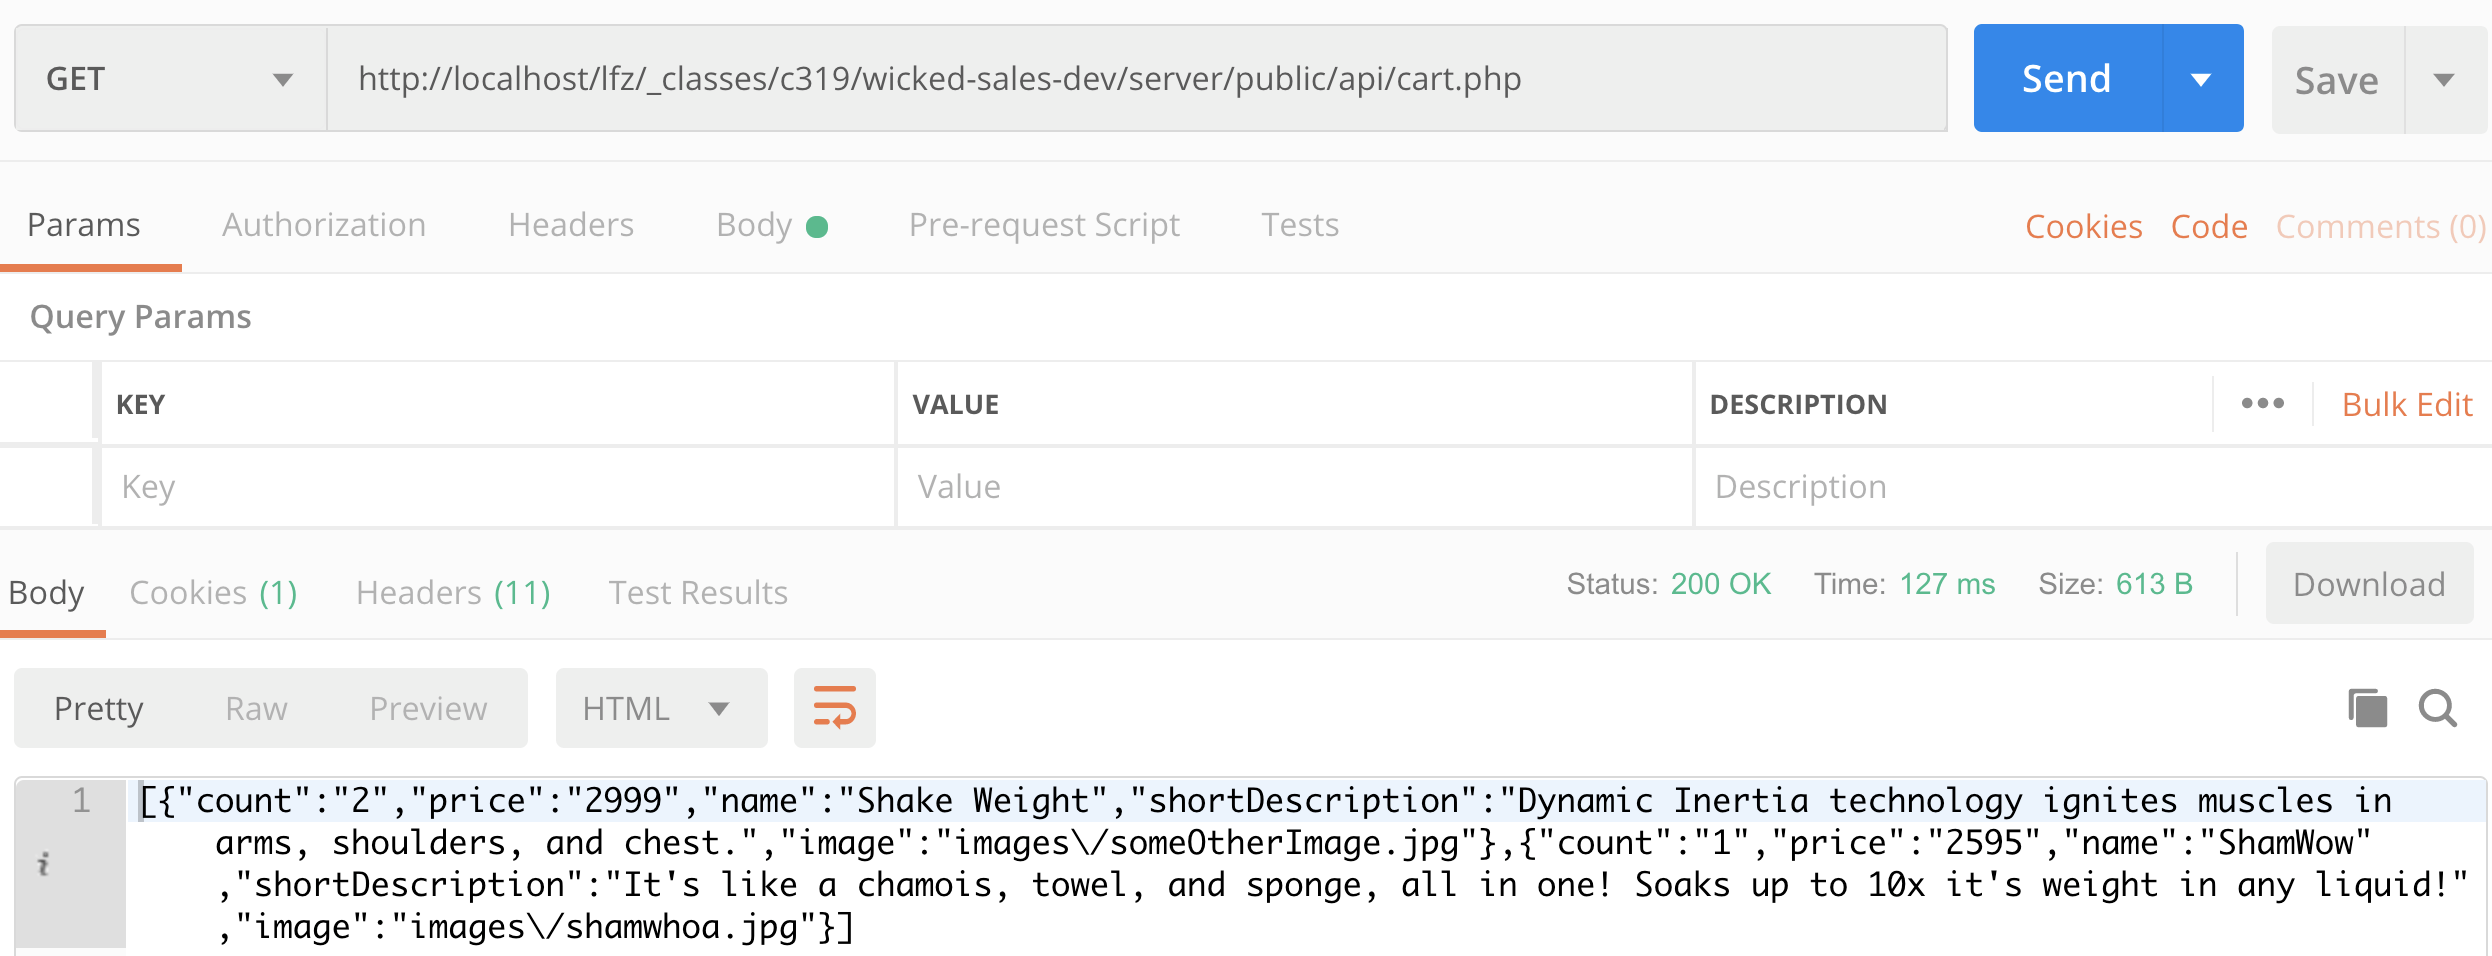 GET http://localhost/lfz/_classes/c319/wicked-sales-dev/server/public/api/cart.php Send Save
Params Authorization Headers Body Pre-request Script Tests Cookies Code Comments (0)
Query Params
KEY VALUE DESCRIPTION ••• Bulk Edit
Key Value Description
Body Cookies (1) Headers (11) Test Results Status: 200 OK Time: 127 ms Size: 613 B Download
Pretty Raw Preview HTML
1 [{"count":"2","price":"2999","name":"Shake Weight","shortDescription":"Dynamic Inertia technology ignites muscles in
arms, shoulders, and chest.","image":"images\/someOtherImage.jpg"},{"count":"1","price":"2595","name":"ShamWow"
i ,"shortDescription":"It's like a chamois, towel, and sponge, all in one! Soaks up to 10x it's weight in any liquid!"
,"image":"images\/shamwhoa.jpg"}]